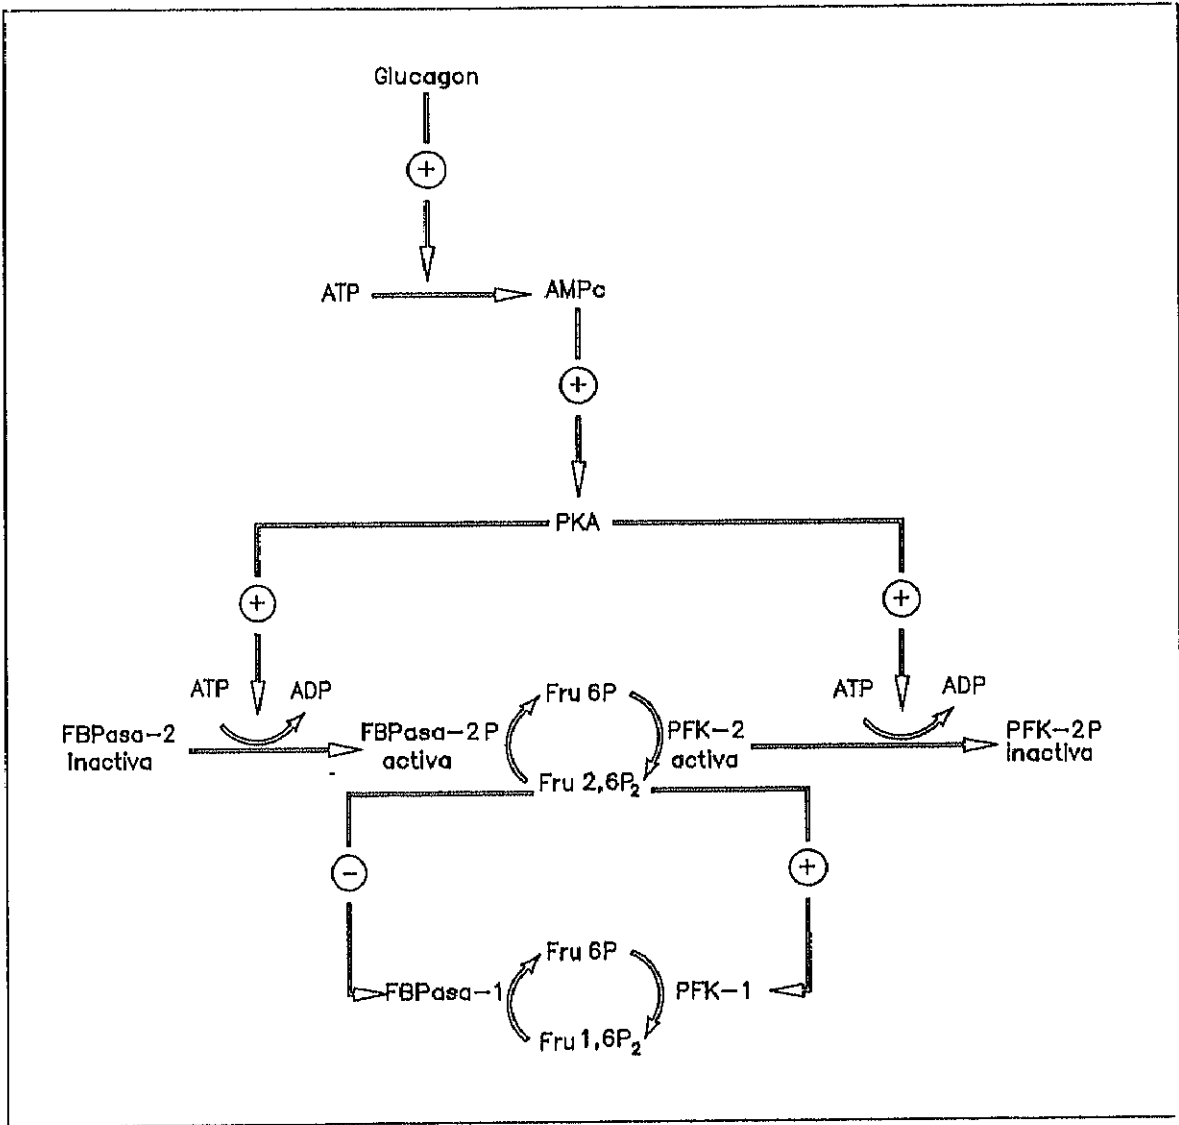 Glucagon
+
ATP
AMPc
+
PKA
+
+
ATP
ADP
Fru 6P
ATP
ADP
FBPasa-2
inactiva
FBPasa-2P
activa
PFK-2
activa
PFK-2P
inactiva
Fru 2,6P₂
-
+
Fru 6P
FBPasa-1
PFK-1
Fru 1,6P₂